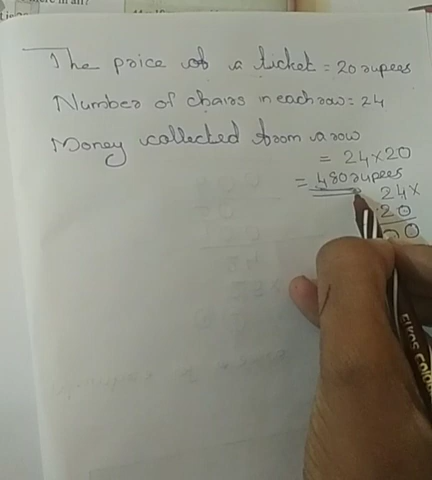 The price of a ticket = 20 rupees
Number of chairs in each row = 24
Money collected from a row
= 24 × 20
= 480 rupees
24 ×
20
00